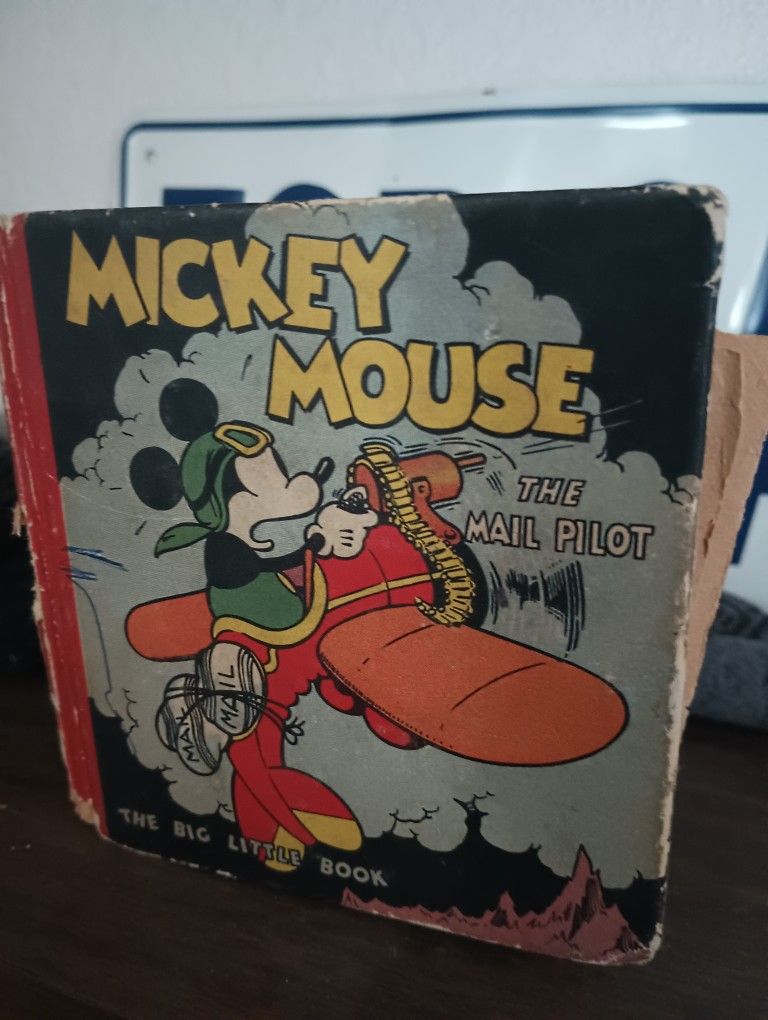 MICKEY
MOUSE
THE
MAIL PILOT
MAIL
MAIL
THE BIG LITTLE BOOK